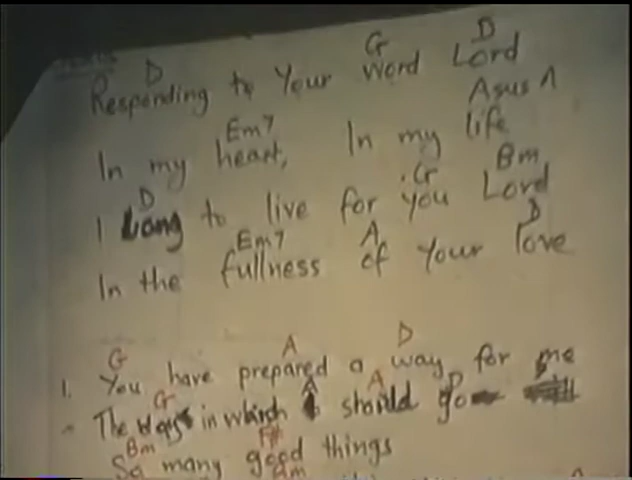 D G D
Responding to Your Word Lord
Em7 Asus A
In my heart, In my life
D G Bm
I Long to live for you Lord
Em7 A D
In the fullness of Your love
G A D
1. You have prepared a way for me
G A A D
The in which should go
Bm F#
So many good things